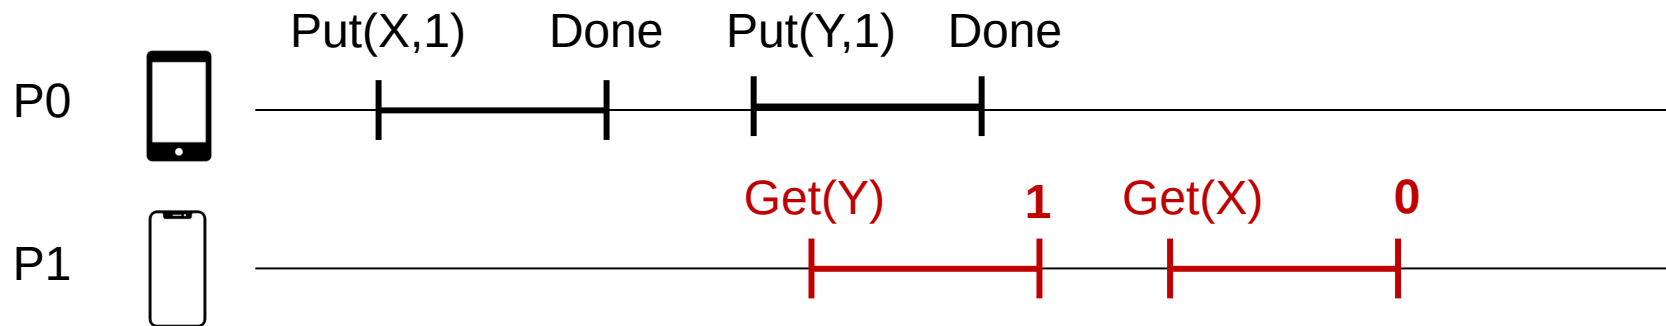 Put(X,1) Done Put(Y,1) Done
P0
Get(Y) 1 Get(X) 0
P1